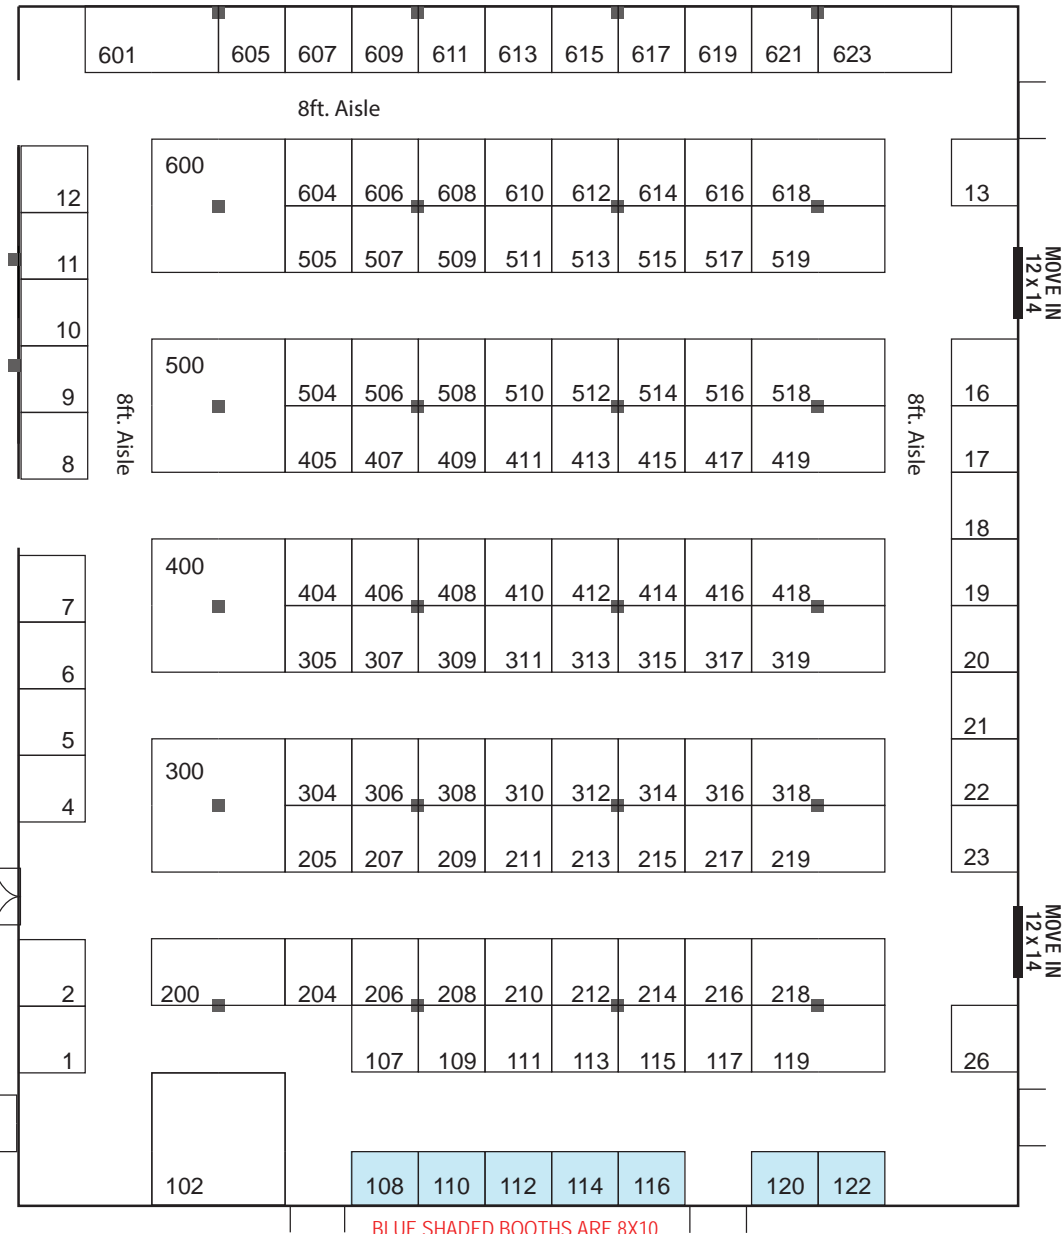 601 605 607 609 611 613 615 617 619 621 623
8ft. Aisle
600 604 606 608 610 612 614 616 618
12 13
505 507 509 511 513 515 517 519
11
MOVE IN
12 x 14
10
500 504 506 508 510 512 514 516 518
9 16
8ft. Aisle
8ft. Aisle
8 405 407 409 411 413 415 417 419 17
18
400 404 406 408 410 412 414 416 418
7 19
6 305 307 309 311 313 315 317 319 20
5 21
300 304 306 308 310 312 314 316 318
4 22
205 207 209 211 213 215 217 219 23
MOVE IN
12 x 14
2 200 204 206 208 210 212 214 216 218
1 107 109 111 113 115 117 119 26
102 108 110 112 114 116 120 122
BLUE SHADED BOOTHS ARE 8X10